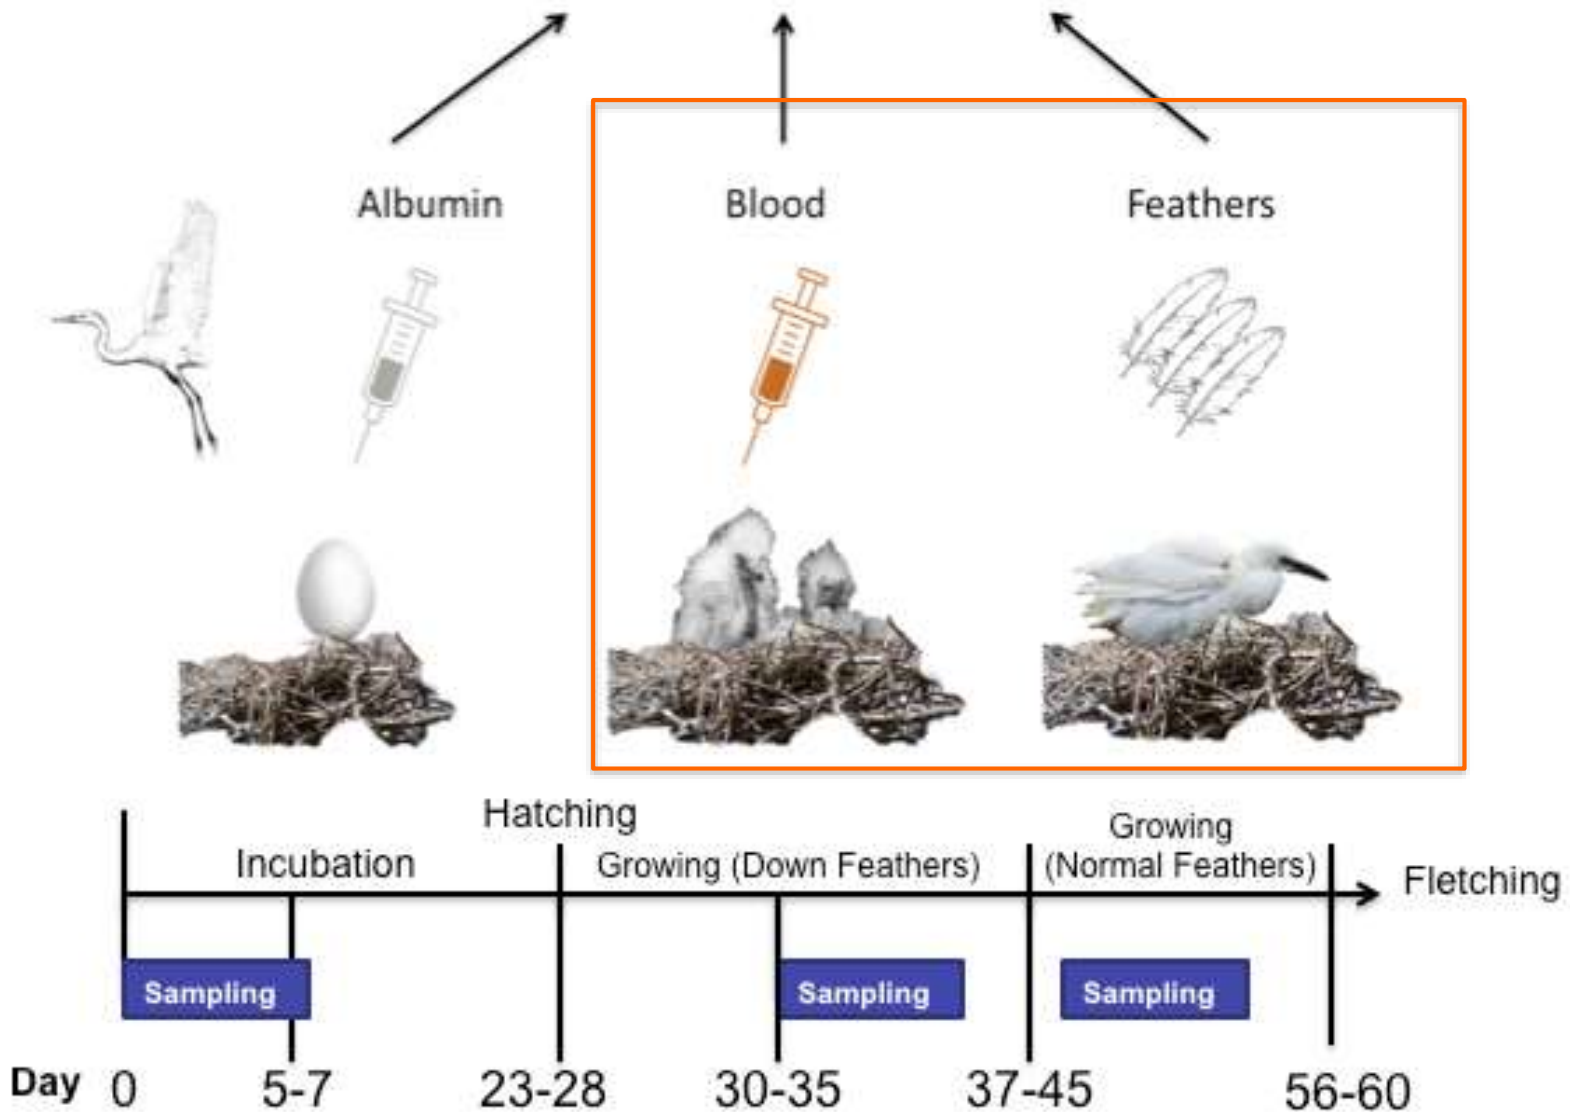 Albumin
Blood
Feathers
Hatching
Incubation
Growing (Down Feathers)
Growing
(Normal Feathers)
Fletching
Sampling
Sampling
Sampling
Day 0 5-7 23-28 30-35 37-45 56-60